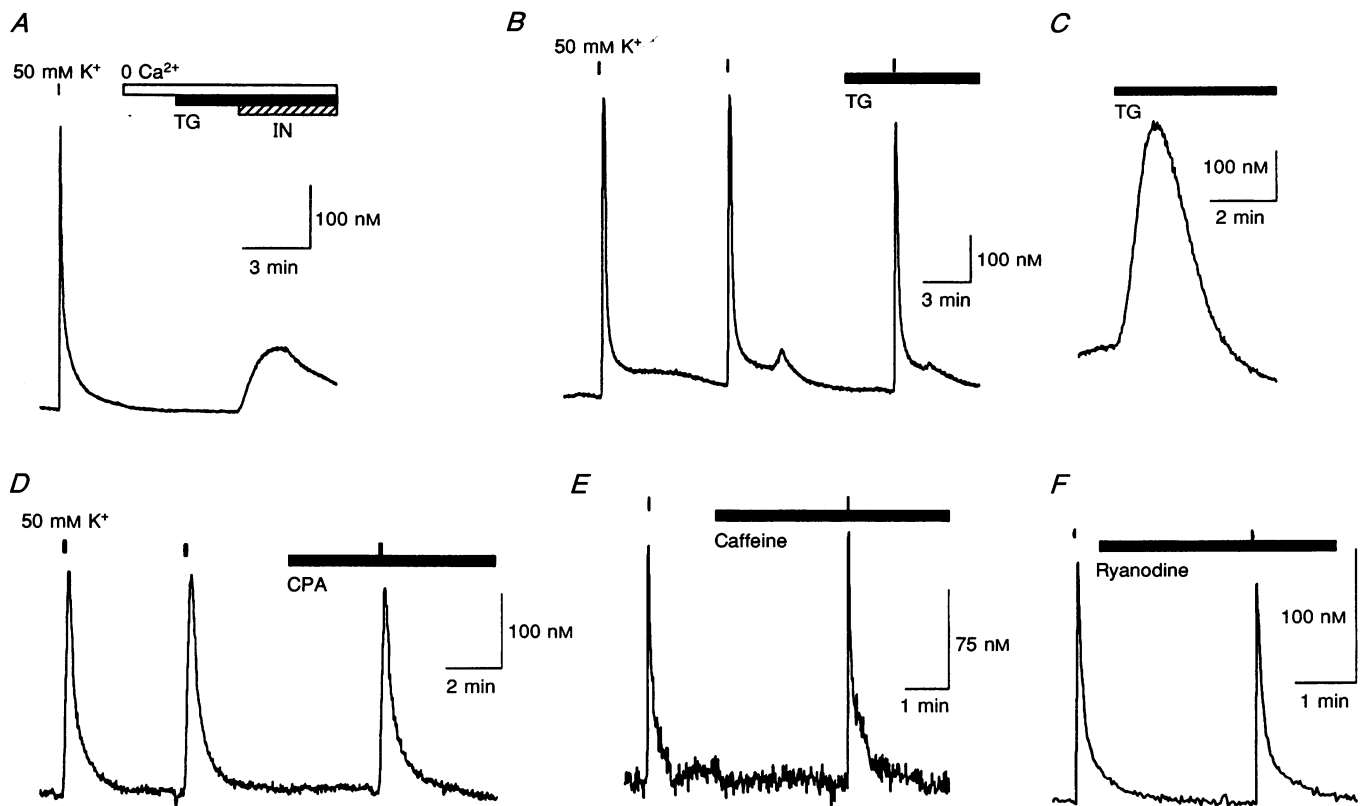 A
50 mM K⁺
0 Ca²⁺
TG
IN
100 nM
3 min
B
50 mM K⁺
TG
100 nM
3 min
C
TG
100 nM
2 min
D
50 mM K⁺
CPA
100 nM
2 min
E
Caffeine
75 nM
1 min
F
Ryanodine
100 nM
1 min